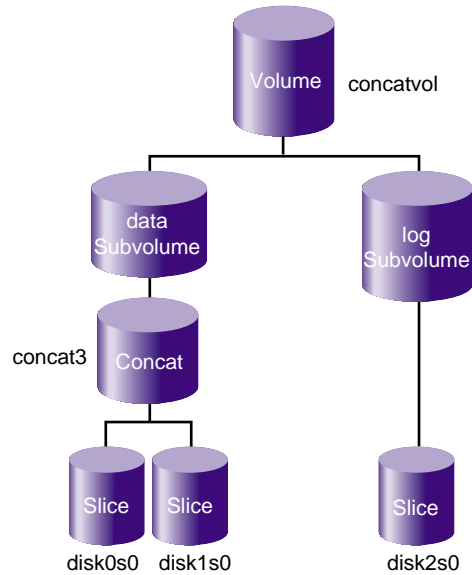 Volume
concatvol
data
Subvolume
log
Subvolume
concat3
Concat
Slice
Slice
Slice
disk0s0
disk1s0
disk2s0